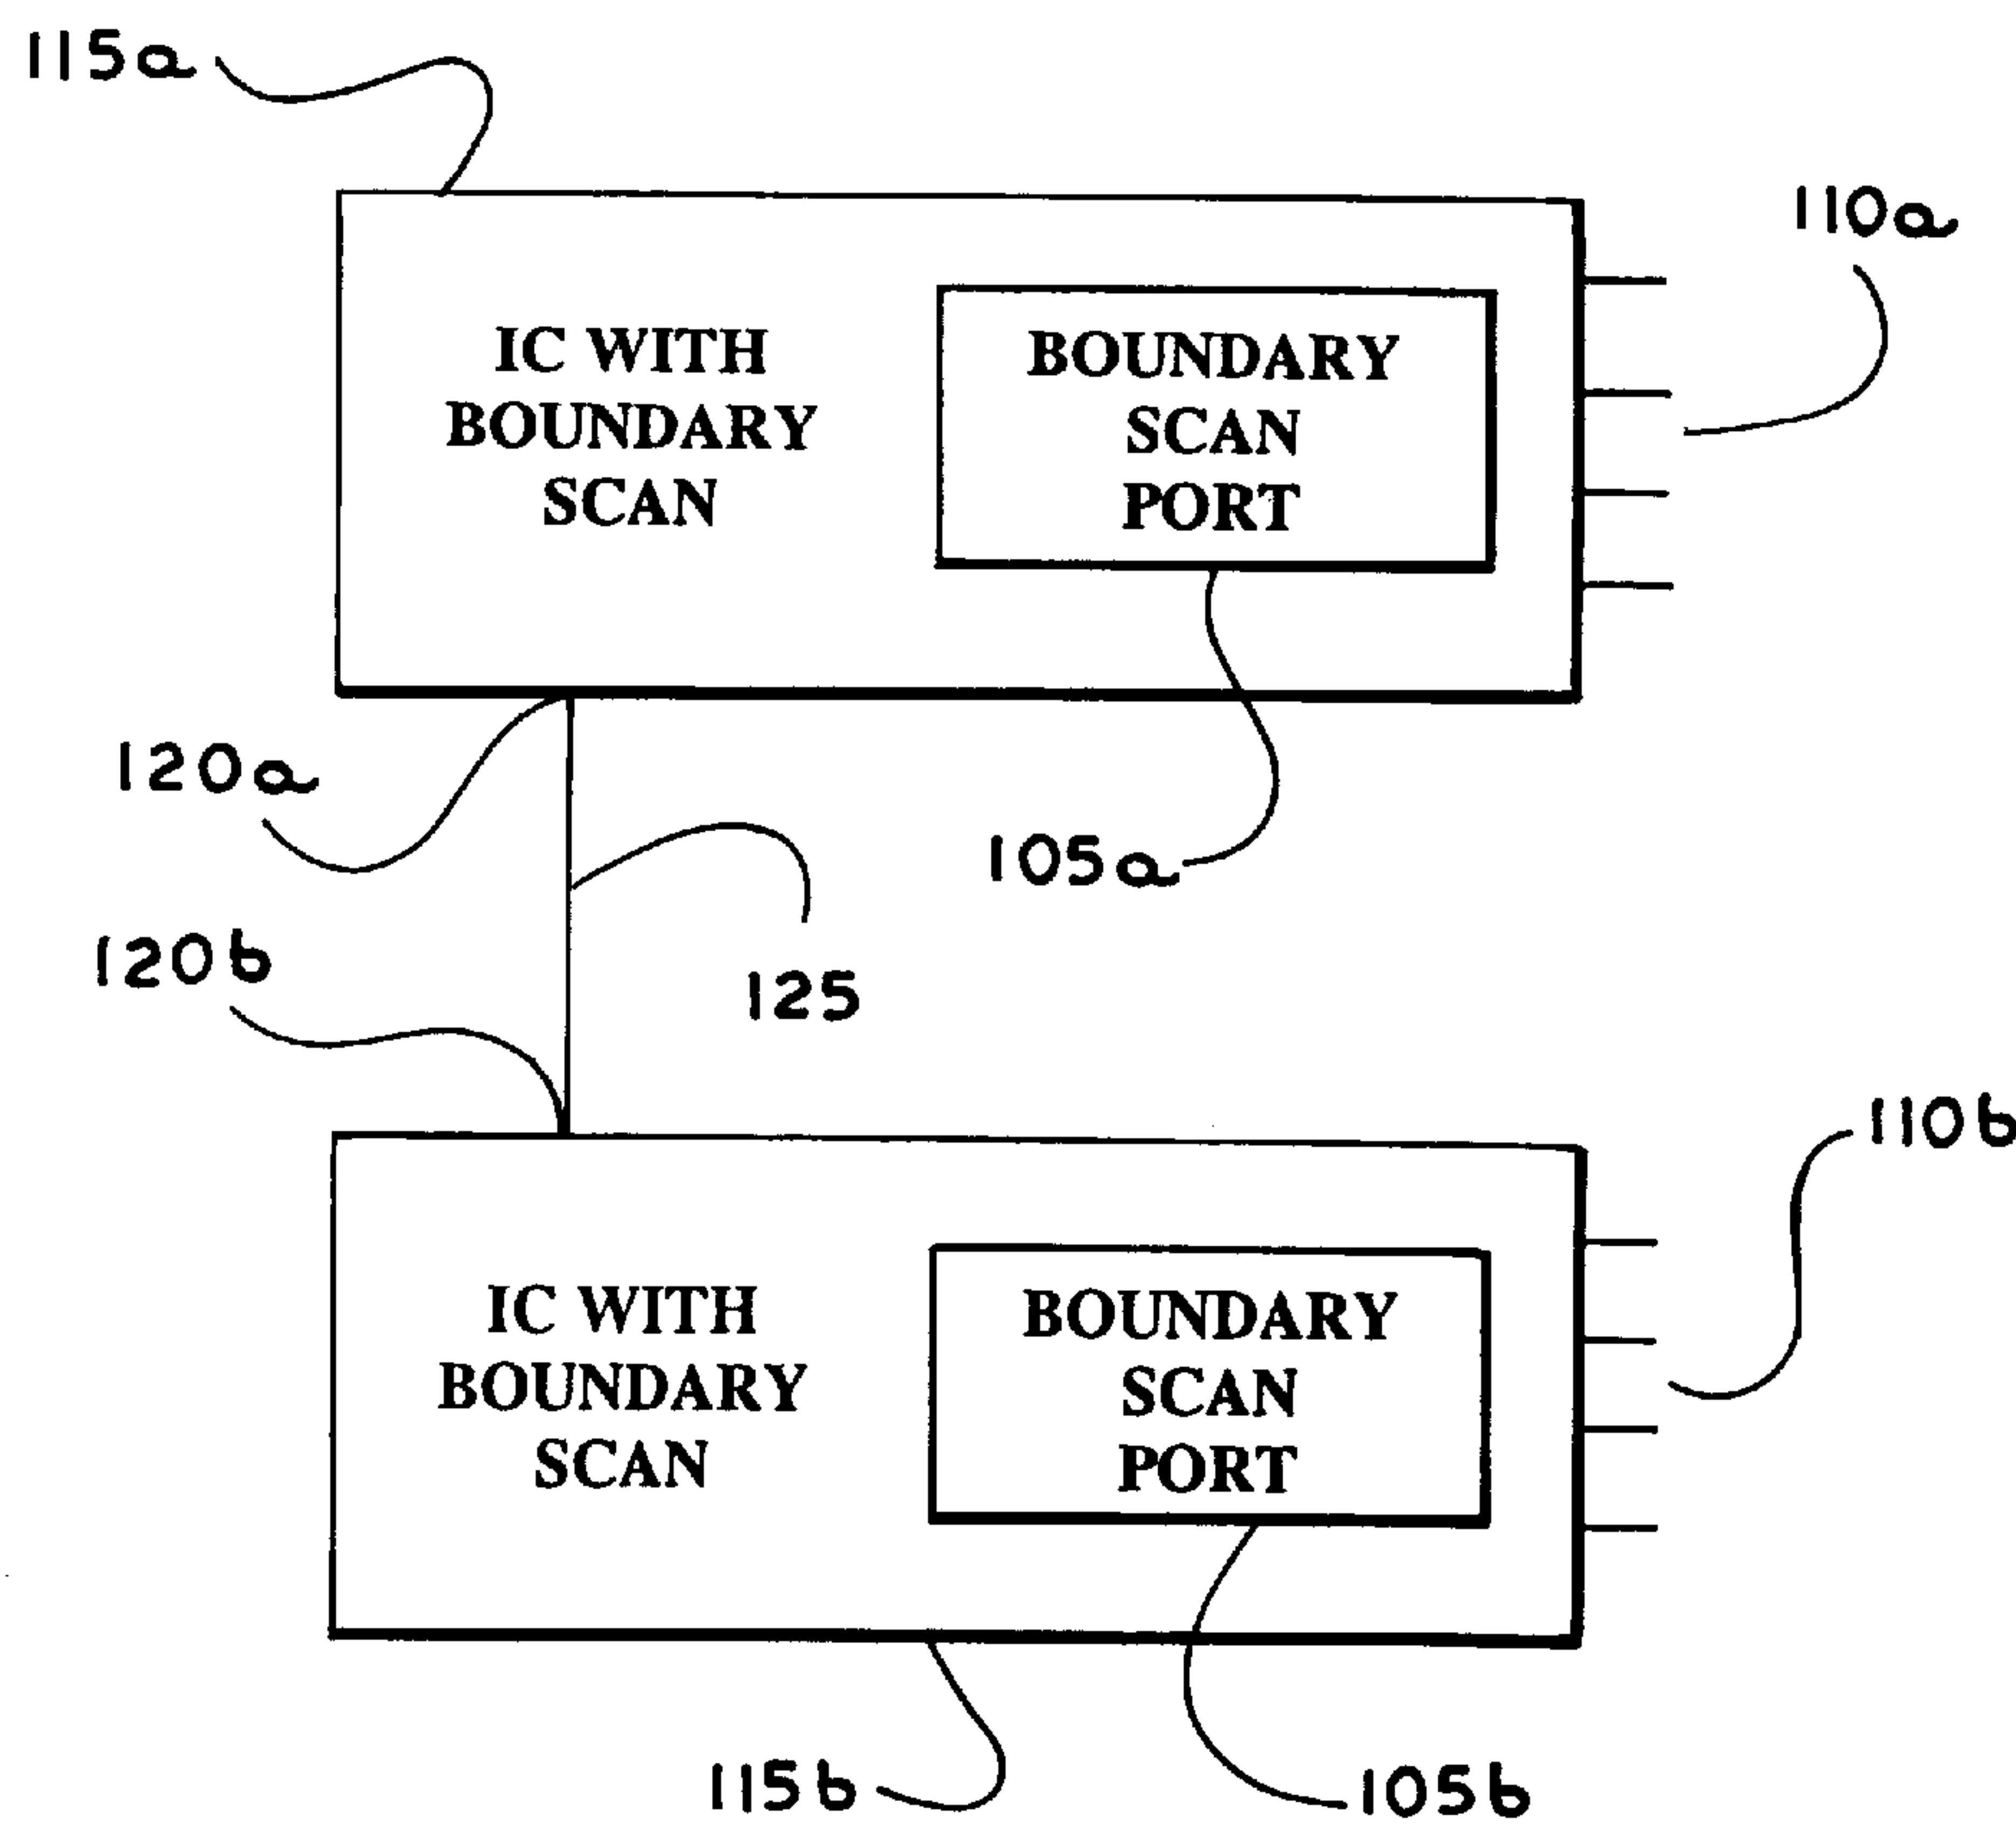 115a
110a
IC WITH
BOUNDARY
SCAN
BOUNDARY
SCAN
PORT
120a
105a
120b
125
110b
IC WITH
BOUNDARY
SCAN
BOUNDARY
SCAN
PORT
115b
105b